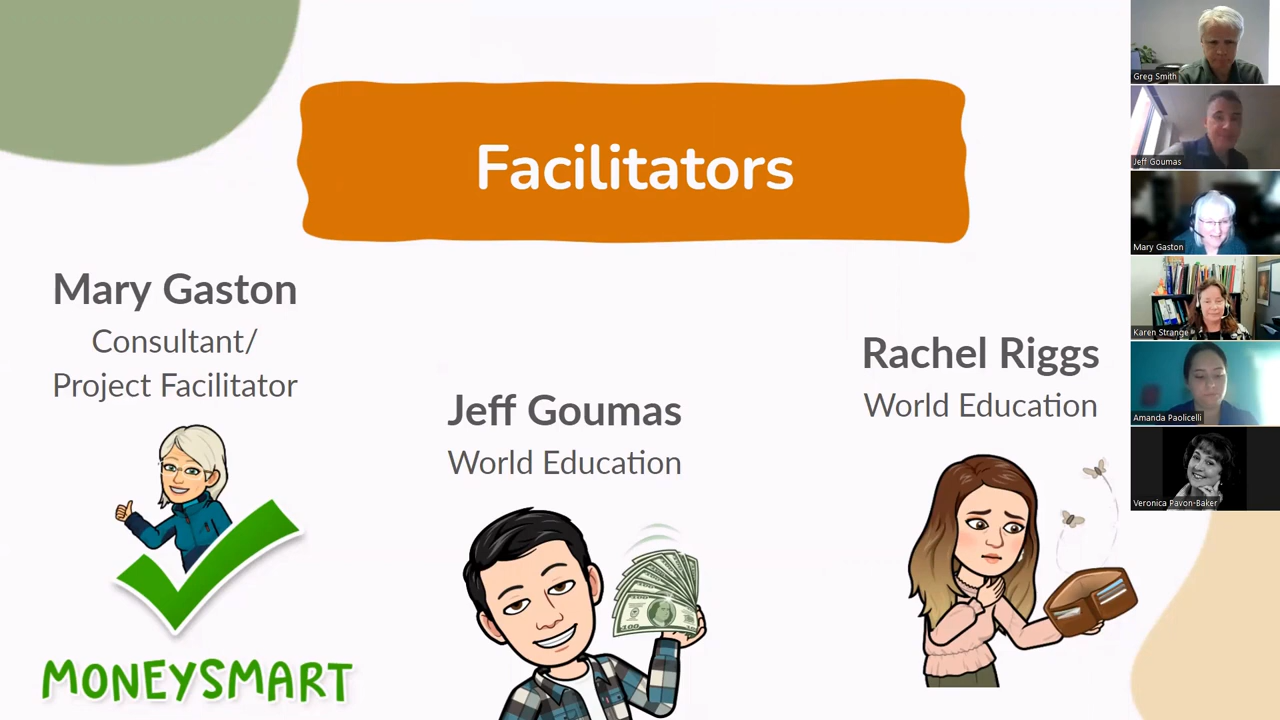 Facilitators
Mary Gaston
Consultant/
Project Facilitator
MONEYSMART
Jeff Goumas
World Education
100
Rachel Riggs
World Education
Greg Smith
Jeff Goumas
Mary Gaston
Karen Strange
Amanda Paolicelli
Veronica Pavon-Baker